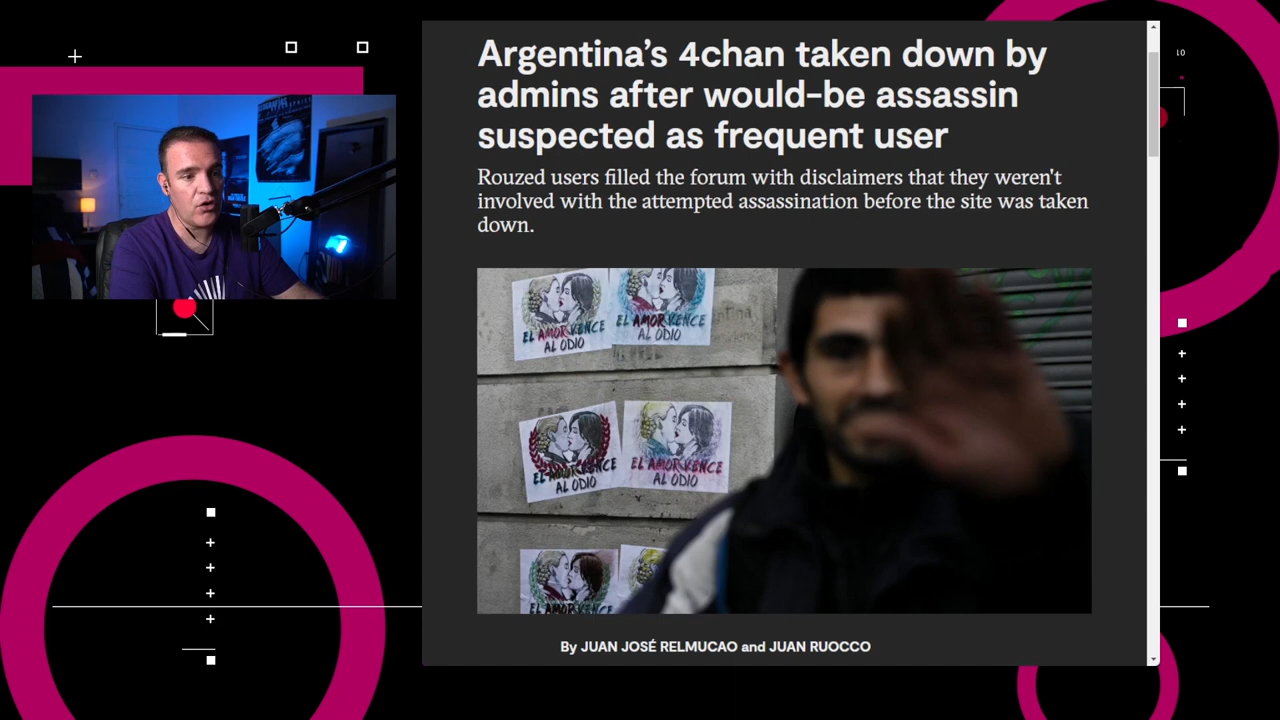 Argentina’s 4chan taken down by
admins after would-be assassin
suspected as frequent user
Rouzed users filled the forum with disclaimers that they weren't
involved with the attempted assassination before the site was taken
down.
EL AMOR VENCE
AL ODIO
EL AMOR VENCE
AL ODIO
EL AMOR VENCE
AL ODIO
EL AMOR VENCE
AL ODIO
EL AMOR VENCE
By JUAN JOSÉ RELMUCAO and JUAN RUOCCO